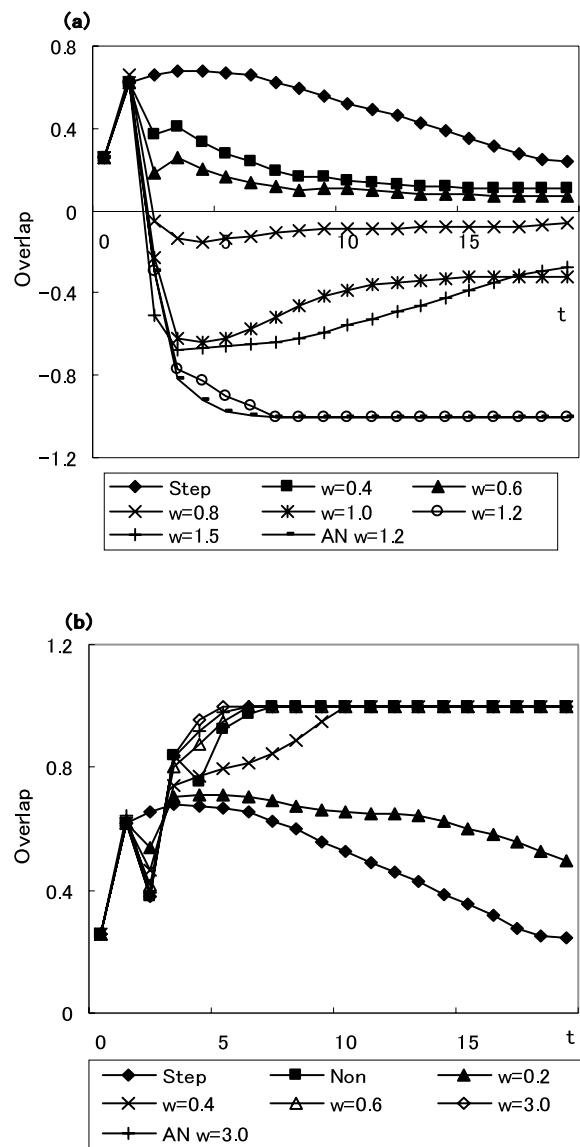 (a)
0.8
0.4
0
-0.4
-0.8
-1.2
Overlap
0 5 10 15
t
Step w=0.4 w=0.6
w=0.8 w=1.0 w=1.2
w=1.5 AN w=1.2
(b)
1.2
0.8
0.4
0
Overlap
0 5 10 15 t
Step Non w=0.2
w=0.4 w=0.6 w=3.0
AN w=3.0